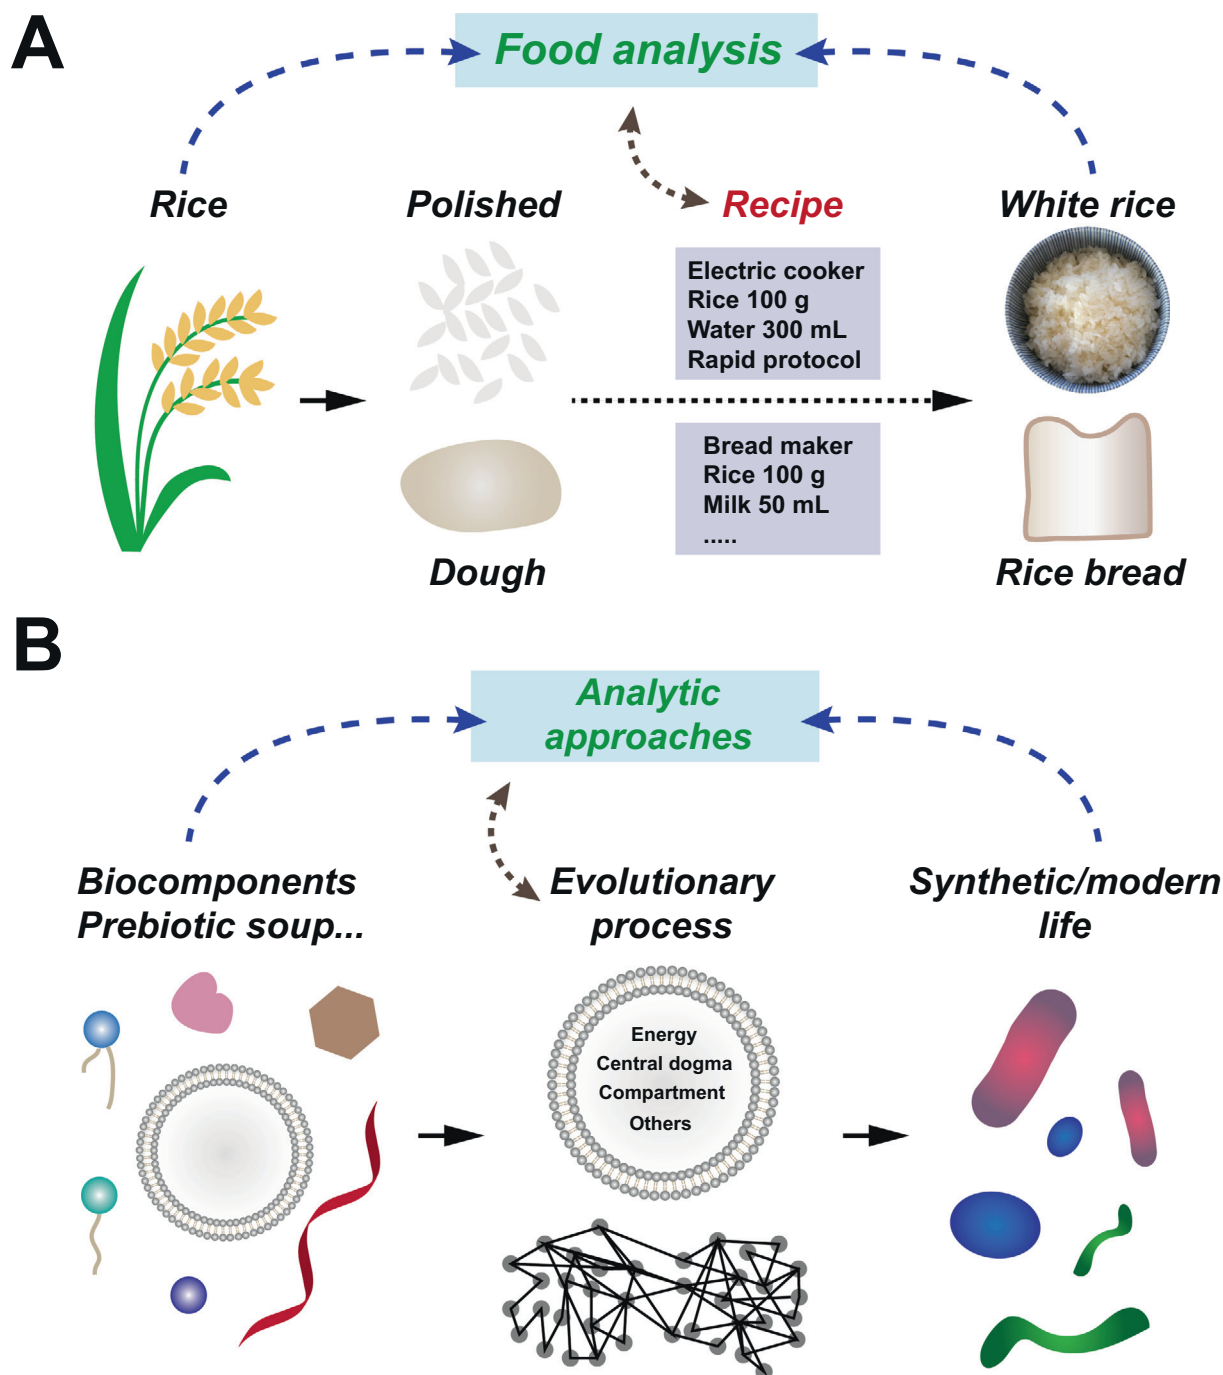 A
Food analysis
Rice
Polished
Recipe
White rice
Electric cooker
Rice 100 g
Water 300 mL
Rapid protocol
Bread maker
Rice 100 g
Milk 50 mL
.....
Dough
Rice bread
B
Analytic
approaches
Biocomponents
Prebiotic soup...
Evolutionary
process
Synthetic/modern
life
Energy
Central dogma
Compartment
Others